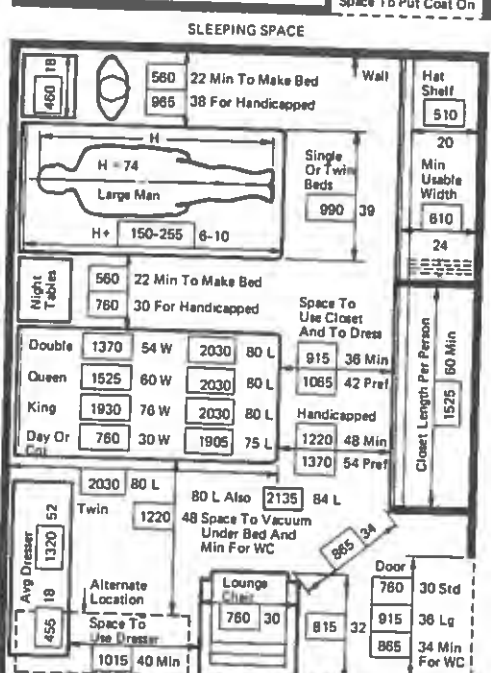 Space To Put Coat On
SLEEPING SPACE
460 18
560 22 Min To Make Bed
965 38 For Handicapped
Wall
Hat
Shelf
510
20
Min
Usable
Width
610
24
H
H = 74
Large Man
H+ 150-255 6-10
Single
Or Twin
Beds
990 39
Night
Tables
560 22 Min To Make Bed
760 30 For Handicapped
Space To
Use Closet
And To Dress
915 36 Min
1065 42 Pref
Handicapped
1220 48 Min
1370 54 Pref
Closet Length Per Person
1525 60 Min
Double 1370 54 W 2030 80 L
Queen 1525 60 W 2030 80 L
King 1930 76 W 2030 80 L
Day Or
Cot 760 30 W 1905 75 L
2030 80 L
Twin
80 L Also 2135 84 L
1220 48 Space To Vacuum
Under Bed And
Min For WC
865 34
Avg Dresser
1320 52
455 18
Alternate
Location
Space To
Use Dresser
1015 40 Min
Lounge
Chair
760 30
815 32
Door
760 30 Std
915 36 Lg
865 34 Min
For WC